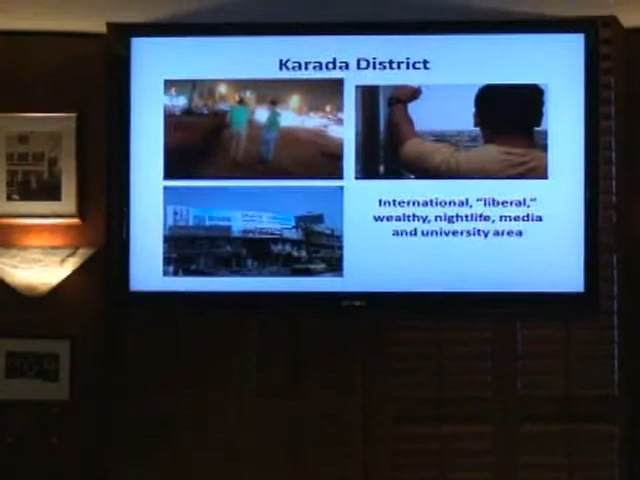 Karada District
International, "liberal,"
wealthy, nightlife, media
and university area